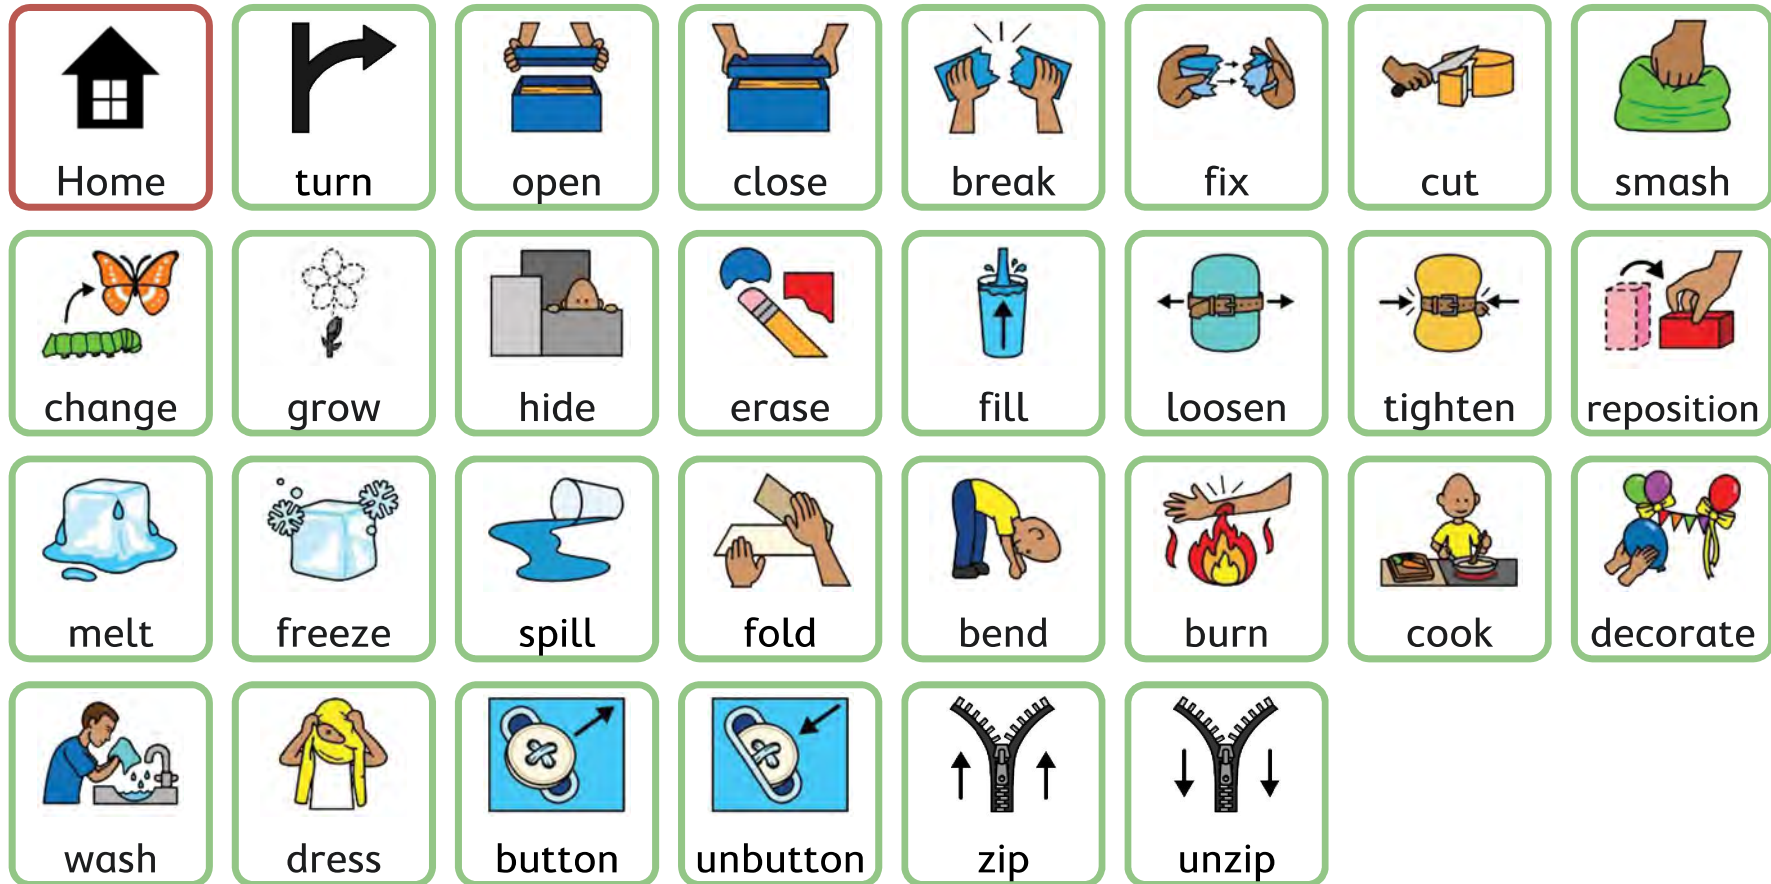 Home
turn
open
close
break
fix
cut
smash
change
grow
hide
erase
fill
loosen
tighten
reposition
melt
freeze
spill
fold
bend
burn
cook
decorate
wash
dress
button
unbutton
zip
unzip